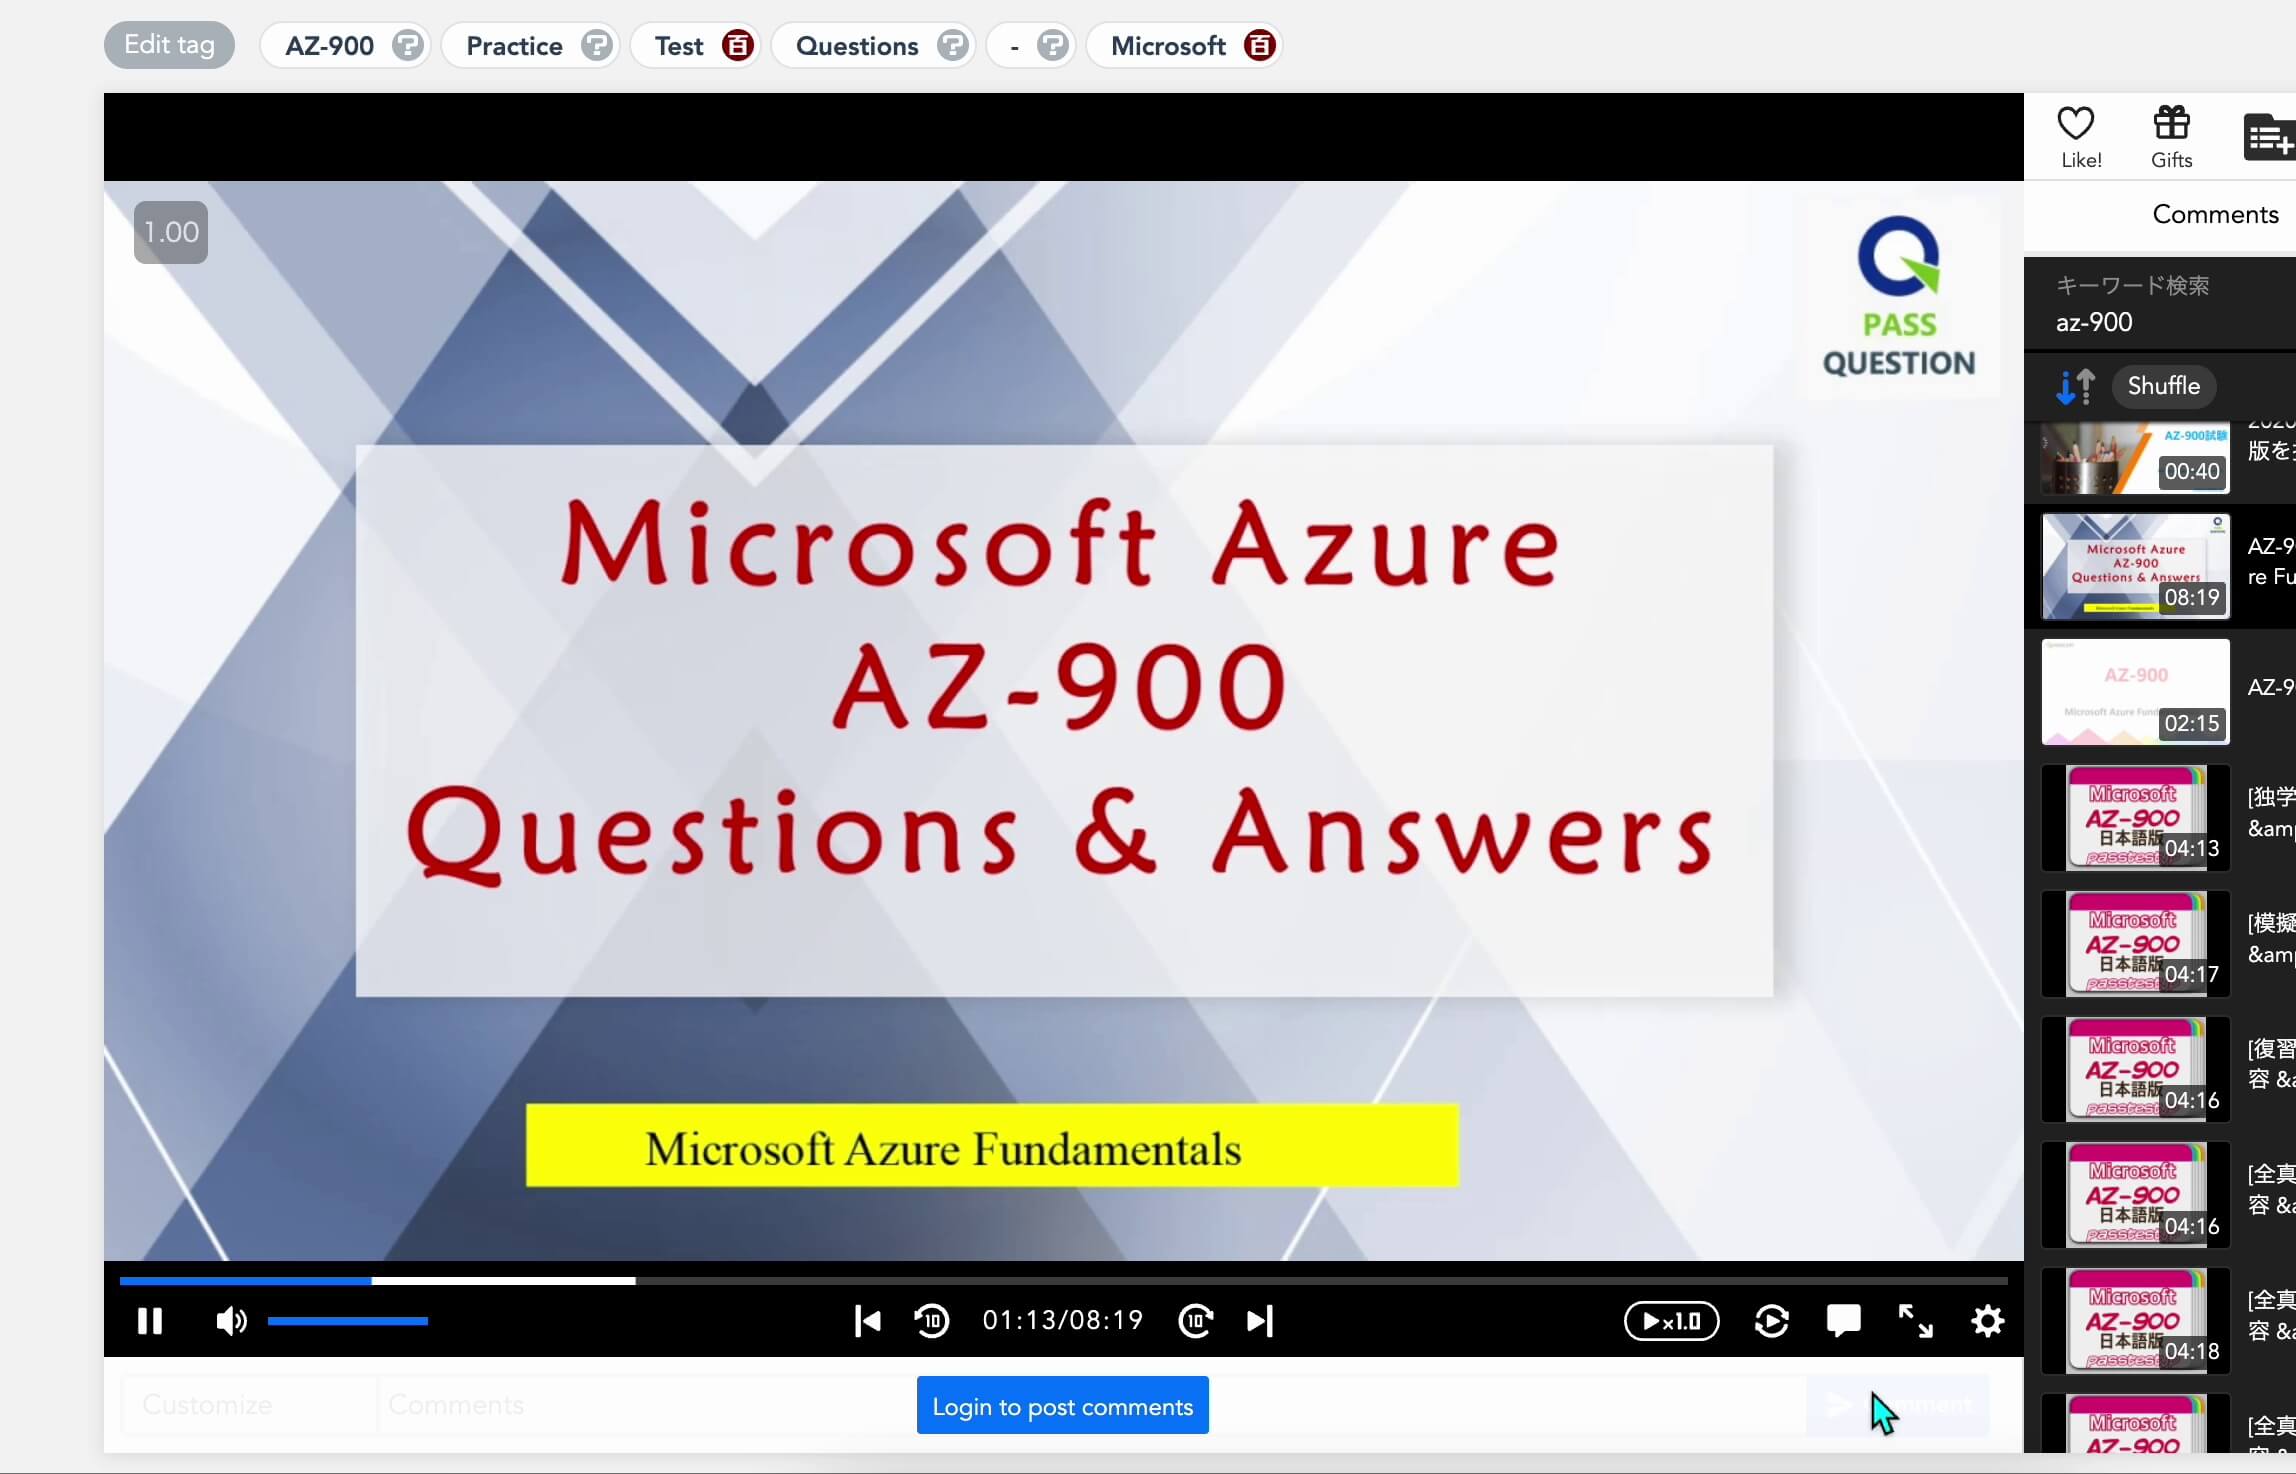 Edit tag
AZ-900
Practice
Test 百
Questions
-
Microsoft 百
Like!
Gifts
Comments
1.00
PASS
QUESTION
Microsoft Azure
AZ-900
Questions & Answers
Microsoft Azure Fundamentals
01:13/08:19
x1.0
Customize
Comments
Login to post comments
キーワード検索
az-900
Shuffle
AZ-900試験
00:40
版を
Microsoft Azure
AZ-900
Questions & Answers
08:19
AZ-9
re Fu
AZ-900
Microsoft Azure Fund
02:15
AZ-9
Microsoft
AZ-900
日本語版
passtest
04:13
[独学
&am
Microsoft
AZ-900
日本語版
passtest
04:17
[模擬
&am
Microsoft
AZ-900
日本語版
passtest
04:16
[復習
容 &a
Microsoft
AZ-900
日本語版
passtest
04:16
[全真
容 &a
Microsoft
AZ-900
日本語版
passtest
04:18
[全真
容 &a
Microsoft
AZ-900
[全真